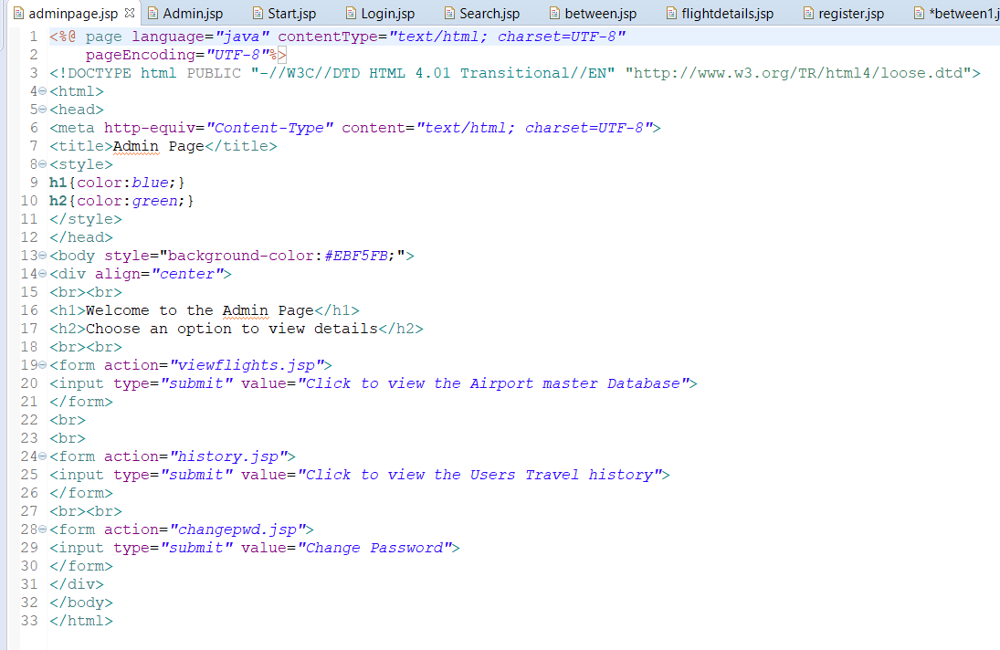 adminpage.jsp Admin.jsp Start.jsp Login.jsp Search.jsp between.jsp flightdetails.jsp register.jsp *between1.j
1 <%@ page language="java" contentType="text/html; charset=UTF-8"
2     pageEncoding="UTF-8"%>
3 <!DOCTYPE html PUBLIC "-//W3C//DTD HTML 4.01 Transitional//EN" "http://www.w3.org/TR/html4/loose.dtd">
4 <html>
5 <head>
6 <meta http-equiv="Content-Type" content="text/html; charset=UTF-8">
7 <title>Admin Page</title>
8 <style>
9 h1{color:blue;}
10 h2{color:green;}
11 </style>
12 </head>
13 <body style="background-color:#EBF5FB;">
14 <div align="center">
15 <br><br>
16 <h1>Welcome to the Admin Page</h1>
17 <h2>Choose an option to view details</h2>
18 <br><br>
19 <form action="viewflights.jsp">
20 <input type="submit" value="Click to view the Airport master Database">
21 </form>
22 <br>
23 <br>
24 <form action="history.jsp">
25 <input type="submit" value="Click to view the Users Travel history">
26 </form>
27 <br><br>
28 <form action="changepwd.jsp">
29 <input type="submit" value="Change Password">
30 </form>
31 </div>
32 </body>
33 </html>